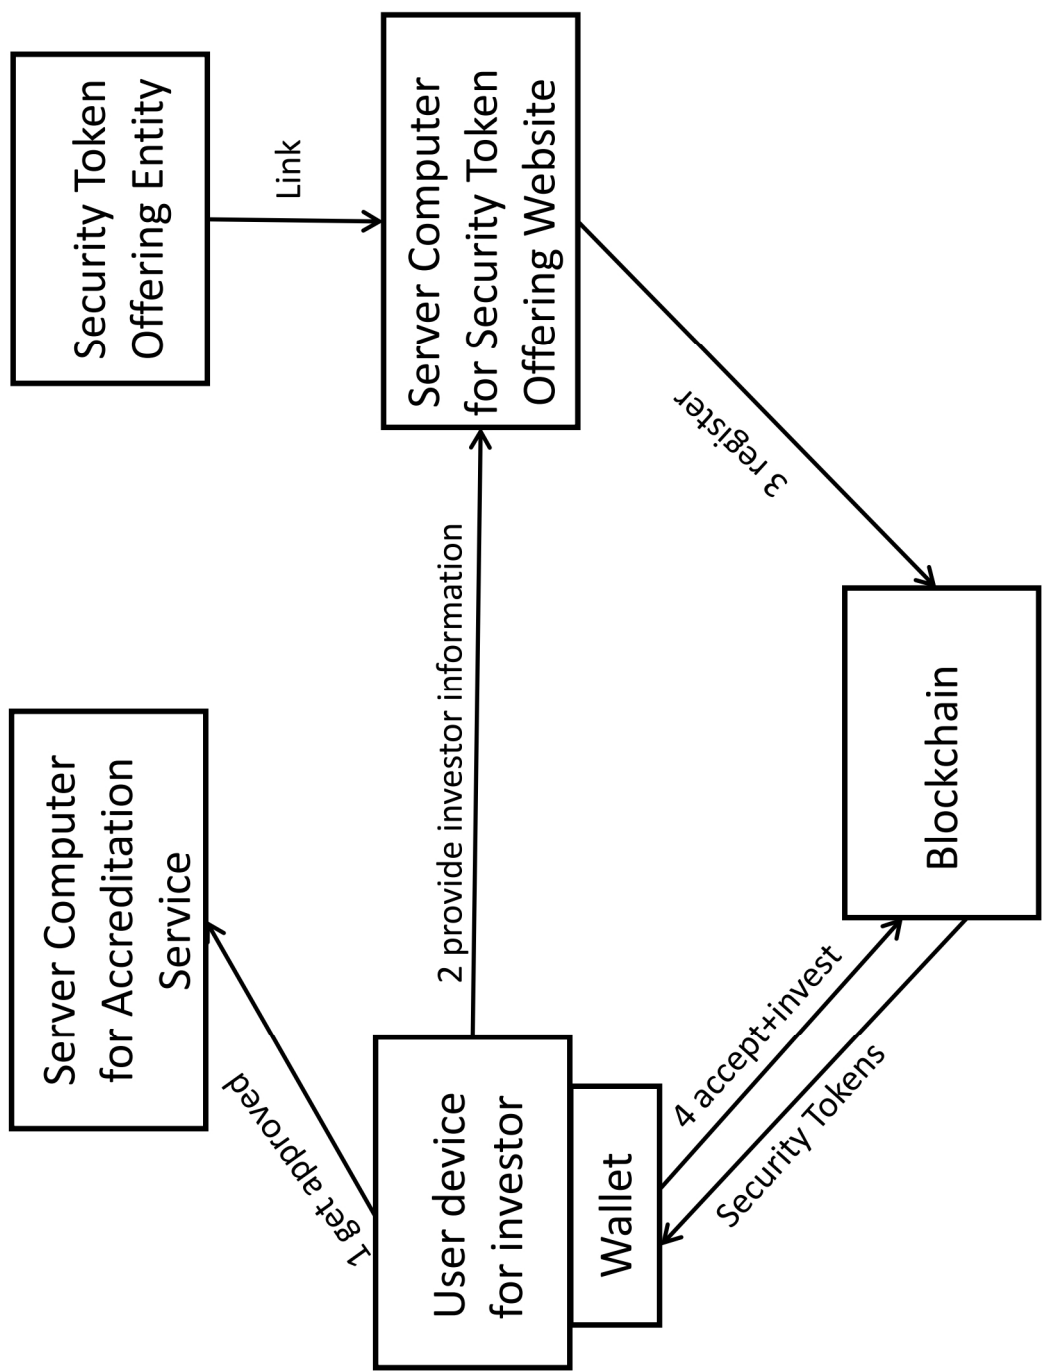 Server Computer
for Accreditation
Service
Security Token
Offering Entity
1 get approved
Link
User device
for investor
Wallet
2 provide investor information
Server Computer
for Security Token
Offering Website
4 accept+invest
Security Tokens
3 register
Blockchain